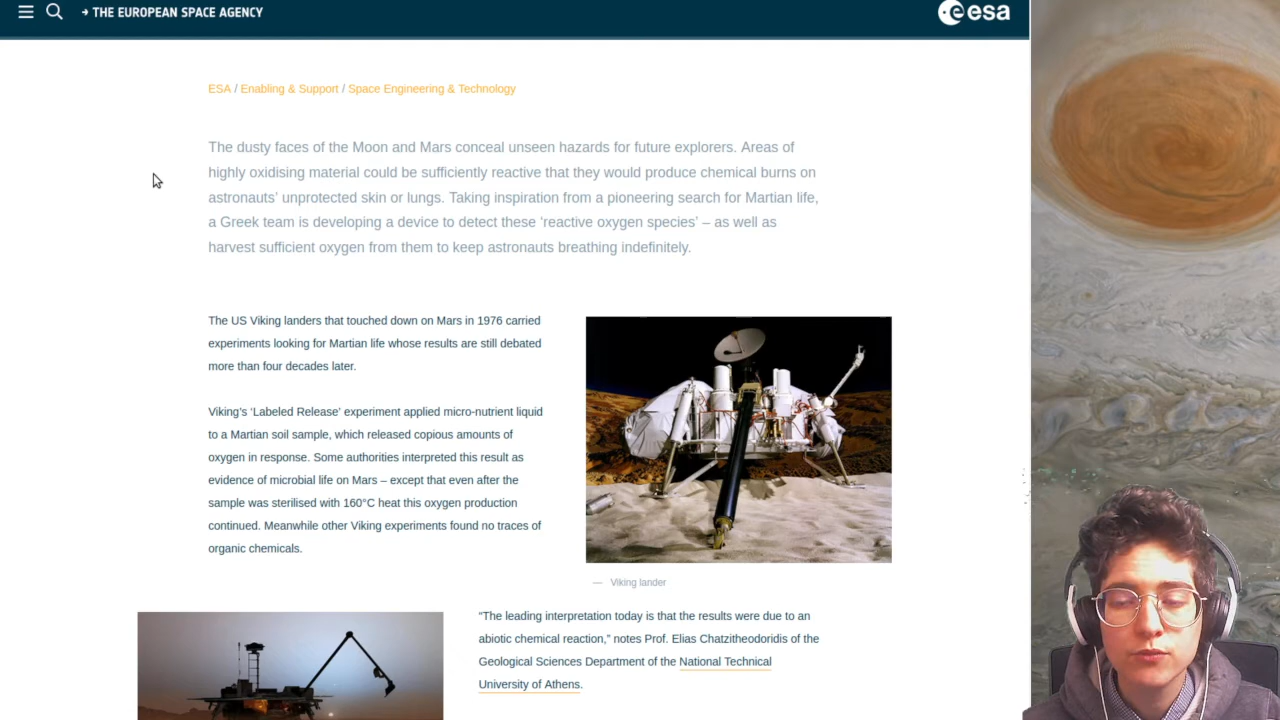 → THE EUROPEAN SPACE AGENCY
esa
ESA / Enabling & Support / Space Engineering & Technology
The dusty faces of the Moon and Mars conceal unseen hazards for future explorers. Areas of
highly oxidising material could be sufficiently reactive that they would produce chemical burns on
astronauts’ unprotected skin or lungs. Taking inspiration from a pioneering search for Martian life,
a Greek team is developing a device to detect these ‘reactive oxygen species’ – as well as
harvest sufficient oxygen from them to keep astronauts breathing indefinitely.
The US Viking landers that touched down on Mars in 1976 carried
experiments looking for Martian life whose results are still debated
more than four decades later.
Viking’s ‘Labeled Release’ experiment applied micro-nutrient liquid
to a Martian soil sample, which released copious amounts of
oxygen in response. Some authorities interpreted this result as
evidence of microbial life on Mars – except that even after the
sample was sterilised with 160°C heat this oxygen production
continued. Meanwhile other Viking experiments found no traces of
organic chemicals.
— Viking lander
“The leading interpretation today is that the results were due to an
abiotic chemical reaction,” notes Prof. Elias Chatzitheodoridis of the
Geological Sciences Department of the National Technical
University of Athens.